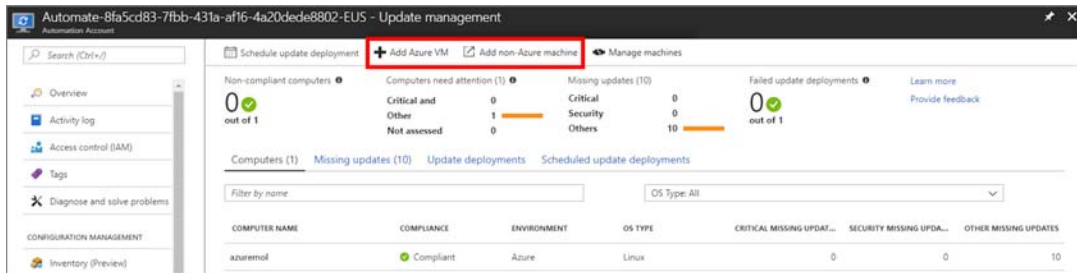 Automate-8fa5cd83-7fbb-431a-af16-4a20dede8802-EUS - Update management
Automation Account
Search (Ctrl+/)
Overview
Activity log
Access control (IAM)
Tags
Diagnose and solve problems
CONFIGURATION MANAGEMENT
Inventory (Preview)
Schedule update deployment Add Azure VM Add non-Azure machine Manage machines
Non-compliant computers
0
out of 1
Computers need attention (1)
Critical and 0
Other 1
Not assessed 0
Missing updates (10)
Critical 0
Security 0
Others 10
Failed update deployments
0
out of 1
Learn more
Provide feedback
Computers (1) Missing updates (10) Update deployments Scheduled update deployments
Filter by name OS Type: All
COMPUTER NAME COMPLIANCE ENVIRONMENT OS TYPE CRITICAL MISSING UPDAT... SECURITY MISSING UPDA... OTHER MISSING UPDATES
azuremol Compliant Azure Linux 0 0 10